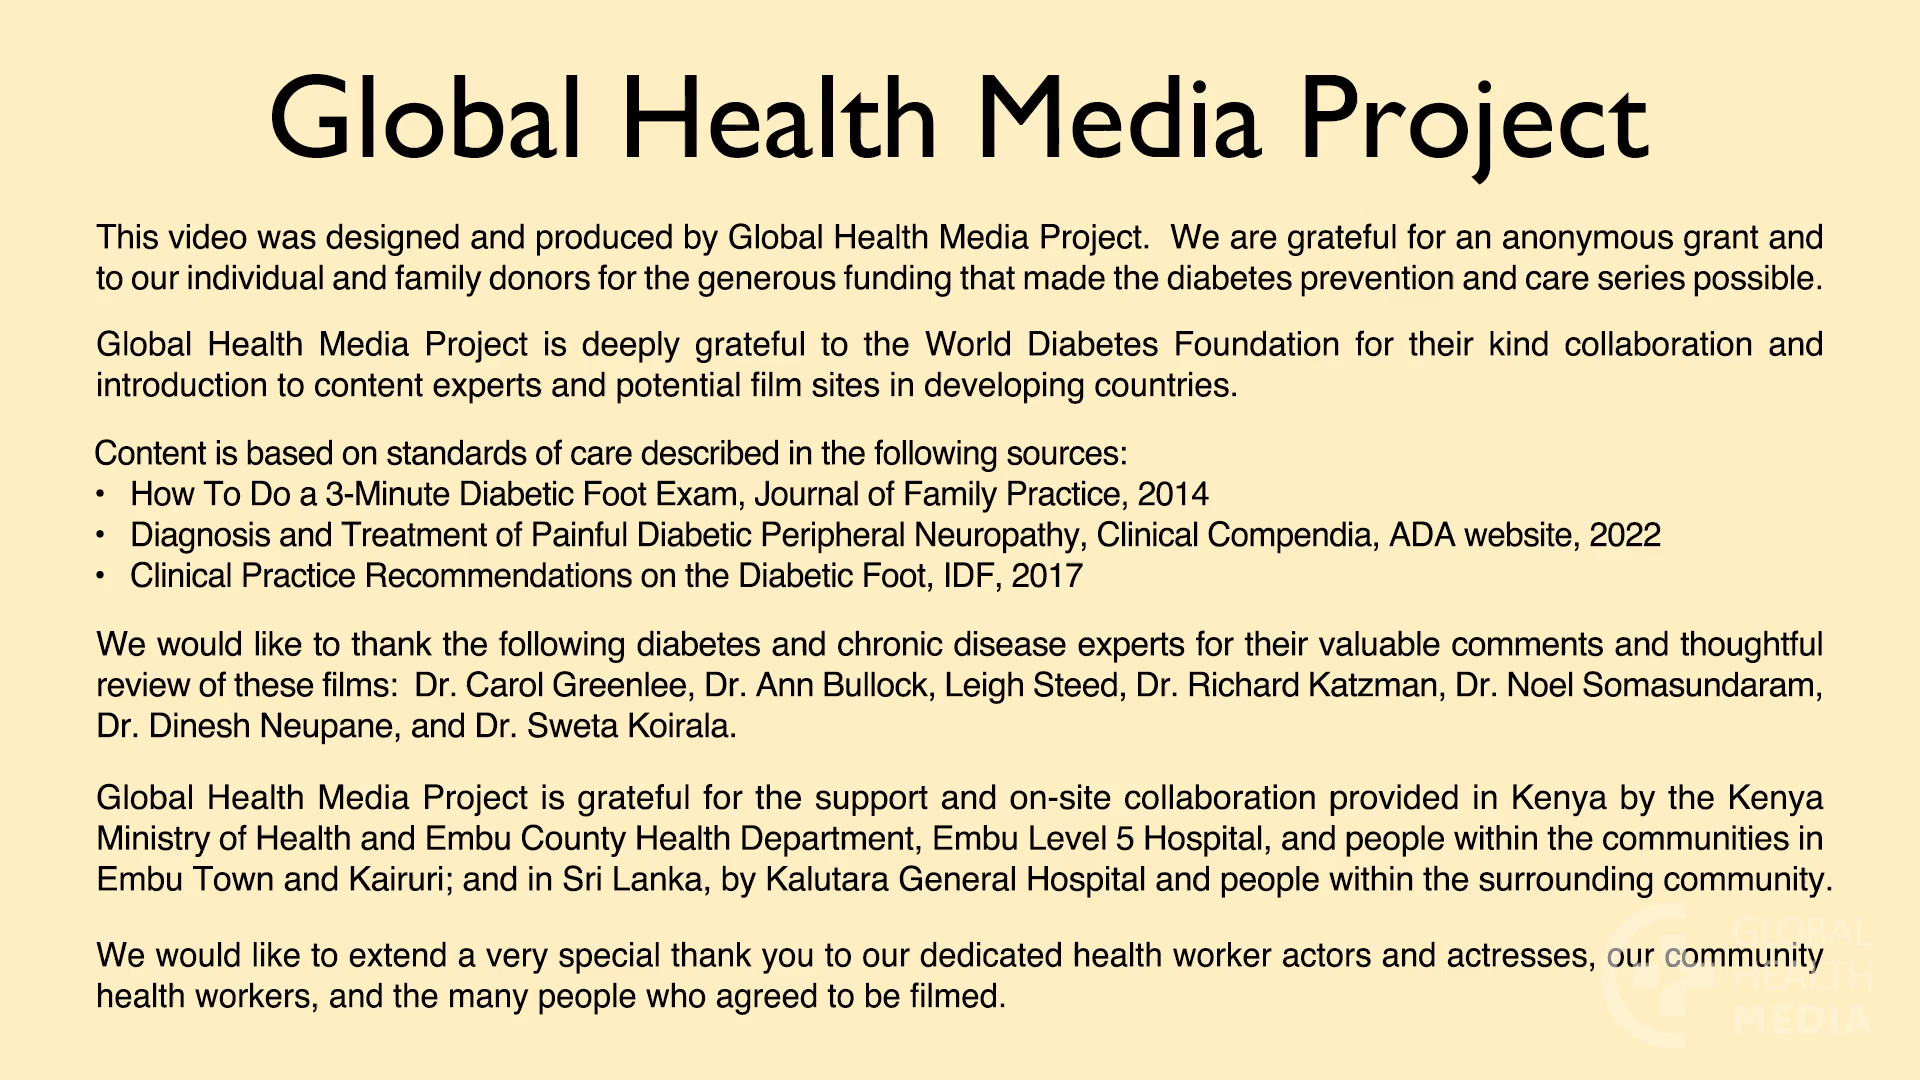 Global Health Media Project
This video was designed and produced by Global Health Media Project.  We are grateful for an anonymous grant and
to our individual and family donors for the generous funding that made the diabetes prevention and care series possible.
Global Health Media Project is deeply grateful to the World Diabetes Foundation for their kind collaboration and
introduction to content experts and potential film sites in developing countries.
Content is based on standards of care described in the following sources:
• How To Do a 3-Minute Diabetic Foot Exam, Journal of Family Practice, 2014
• Diagnosis and Treatment of Painful Diabetic Peripheral Neuropathy, Clinical Compendia, ADA website, 2022
• Clinical Practice Recommendations on the Diabetic Foot, IDF, 2017
We would like to thank the following diabetes and chronic disease experts for their valuable comments and thoughtful
review of these films:  Dr. Carol Greenlee, Dr. Ann Bullock, Leigh Steed, Dr. Richard Katzman, Dr. Noel Somasundaram,
Dr. Dinesh Neupane, and Dr. Sweta Koirala.
Global Health Media Project is grateful for the support and on-site collaboration provided in Kenya by the Kenya
Ministry of Health and Embu County Health Department, Embu Level 5 Hospital, and people within the communities in
Embu Town and Kairuri; and in Sri Lanka, by Kalutara General Hospital and people within the surrounding community.
We would like to extend a very special thank you to our dedicated health worker actors and actresses, our community
health workers, and the many people who agreed to be filmed.
GLOBAL
HEALTH
MEDIA